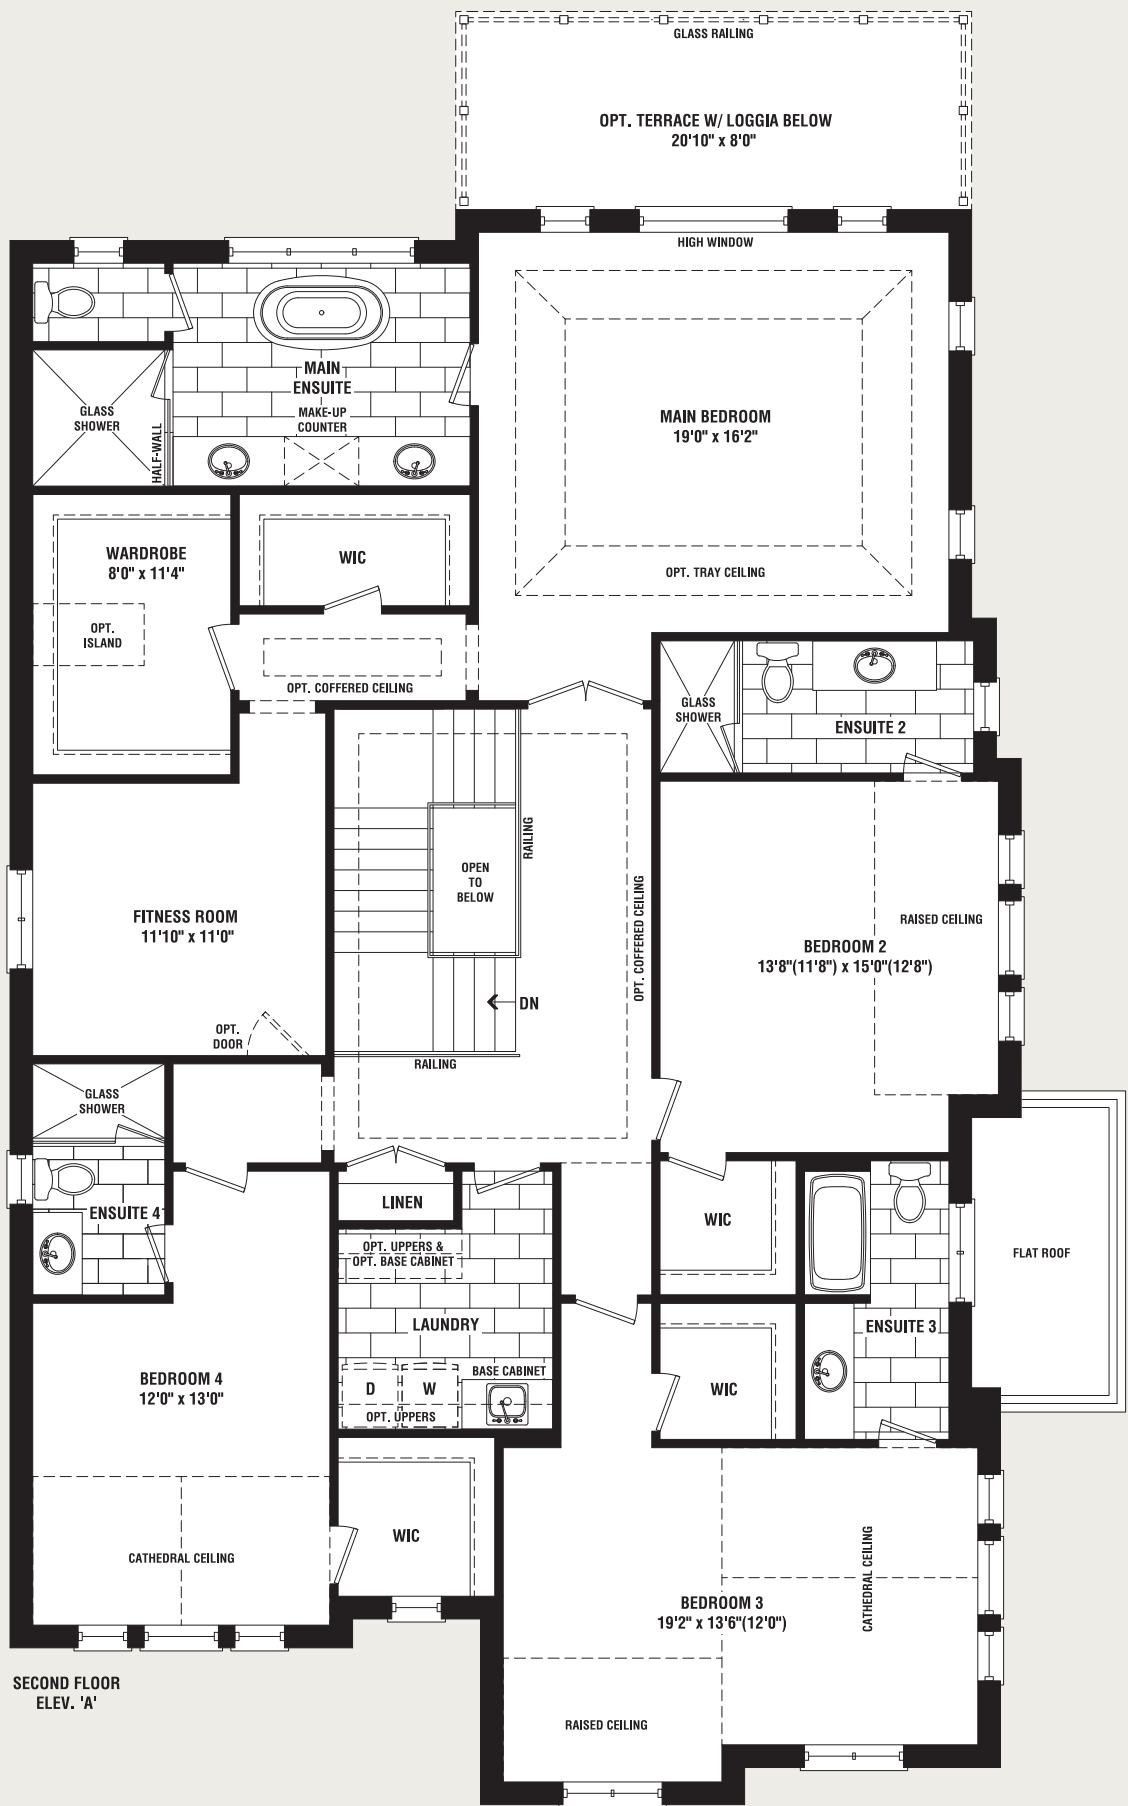 GLASS RAILING
OPT. TERRACE W/ LOGGIA BELOW
20'10" x 8'0"
HIGH WINDOW
MAIN
ENSUITE
MAKE-UP
COUNTER
GLASS
SHOWER
HALF-WALL
MAIN BEDROOM
19'0" x 16'2"
OPT. TRAY CEILING
WARDROBE
8'0" x 11'4"
WIC
OPT.
ISLAND
OPT. COFFERED CEILING
GLASS
SHOWER
ENSUITE 2
RAILING
OPEN
TO
BELOW
OPT. COFFERED CEILING
FITNESS ROOM
11'10" x 11'0"
RAISED CEILING
BEDROOM 2
13'8"(11'8") x 15'0"(12'8")
DN
OPT.
DOOR
RAILING
GLASS
SHOWER
ENSUITE 4
LINEN
WIC
OPT. UPPERS &
OPT. BASE CABINET
FLAT ROOF
LAUNDRY
ENSUITE 3
BASE CABINET
D
W
OPT. UPPERS
WIC
BEDROOM 4
12'0" x 13'0"
WIC
CATHEDRAL CEILING
CATHEDRAL CEILING
BEDROOM 3
19'2" x 13'6"(12'0")
RAISED CEILING
SECOND FLOOR
ELEV. 'A'